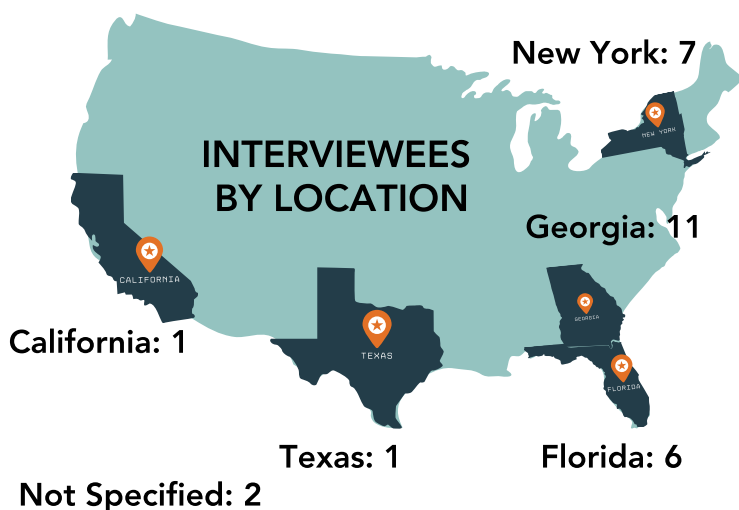 New York: 7
NEW YORK
INTERVIEWEES
BY LOCATION
Georgia: 11
CALIFORNIA
GEORGIA
California: 1
TEXAS
FLORIDA
Texas: 1
Florida: 6
Not Specified: 2